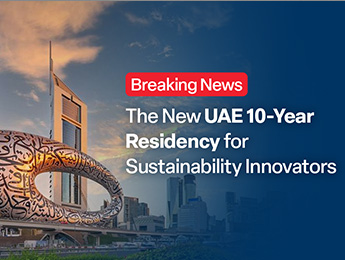 Breaking News
The New UAE 10-Year
Residency for
Sustainability Innovators